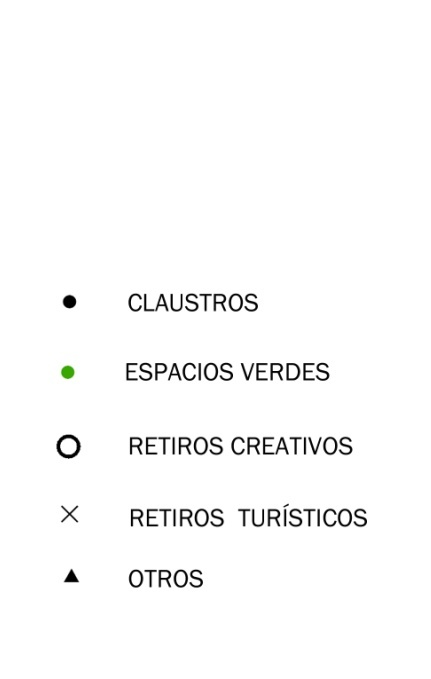 CLAUSTROS
ESPACIOS VERDES
RETIROS CREATIVOS
RETIROS TURÍSTICOS
OTROS